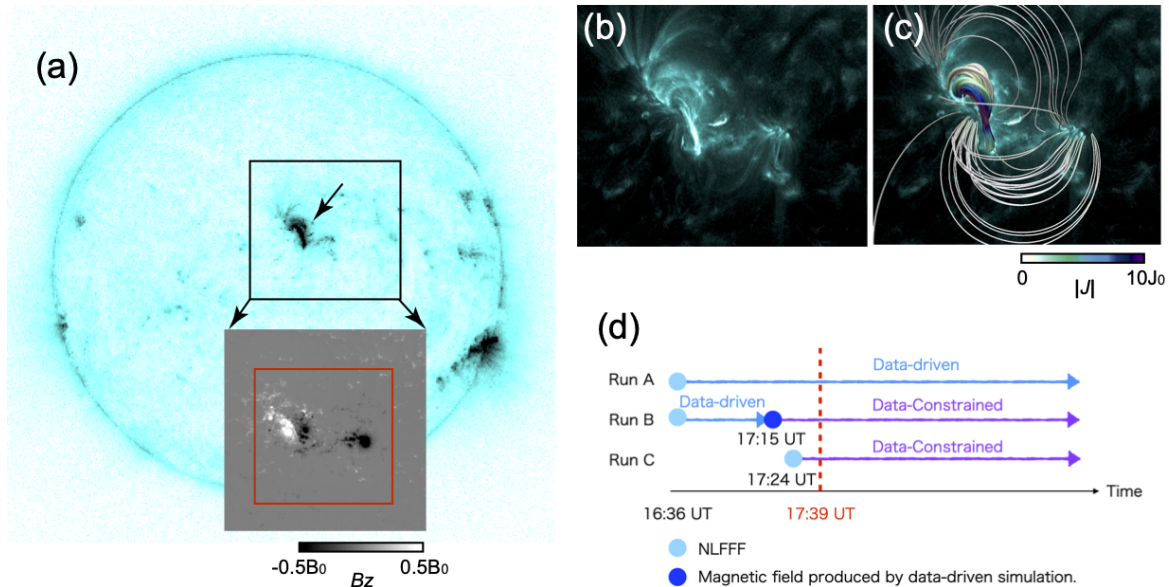 (a)
-0.5B₀ 0.5B₀
Bz
(b)
(c)
0 10J₀
|J|
(d)
Data-driven
Run A
Data-driven
Data-Constrained
Run B
17:15 UT
Data-Constrained
Run C
17:24 UT
Time
16:36 UT 17:39 UT
NLFFF
Magnetic field produced by data-driven simulation.